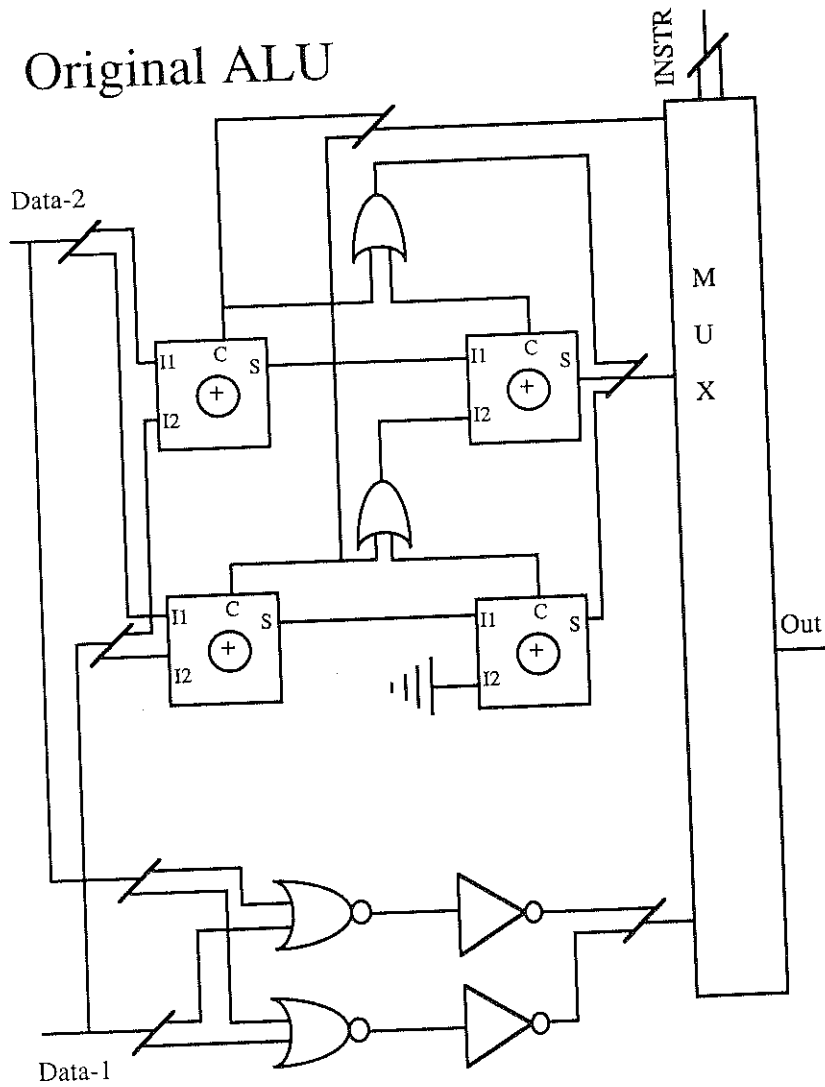 Original ALU
INSTR
Data-2
M
U
X
C
I1
S
+
I2
C
I1
S
+
I2
C
I1
S
+
I2
C
I1
S
+
I2
Out
Data-1